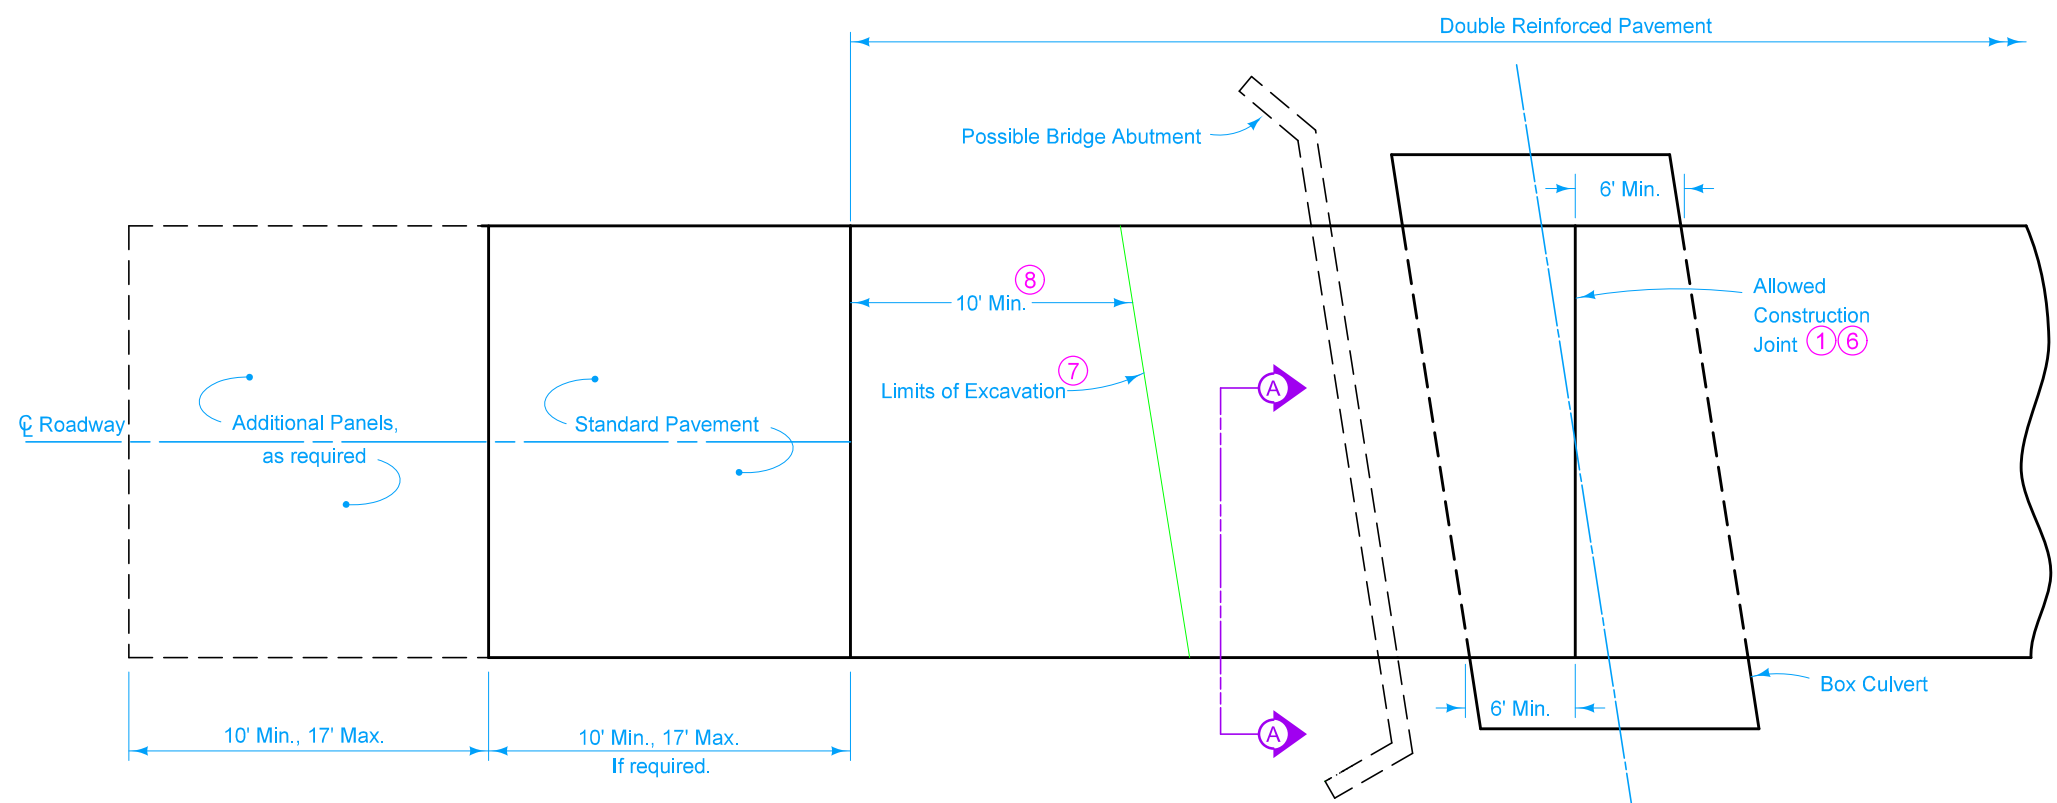 Double Reinforced Pavement
Possible Bridge Abutment
6' Min.
8
10' Min.
Allowed
Construction
Joint 1 6
7
Limits of Excavation
A
℄ Roadway
Additional Panels,
as required
Standard Pavement
Box Culvert
6' Min.
A
10' Min., 17' Max.
10' Min., 17' Max.
If required.